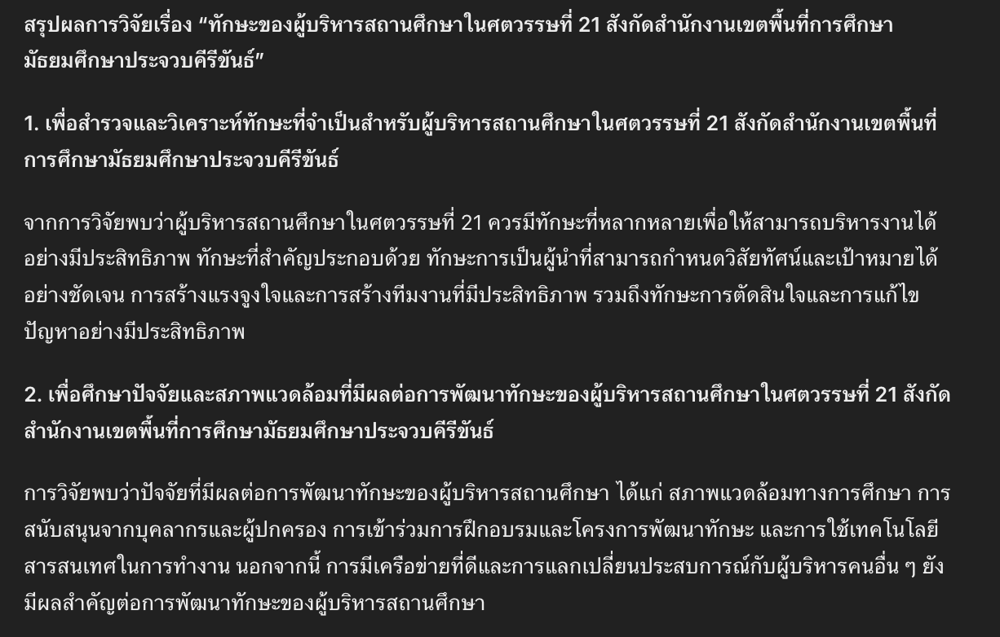 สรุปผลการวิจัยเรื่อง “ทักษะของผู้บริหารสถานศึกษาในศตวรรษที่ 21 สังกัดสำนักงานเขตพื้นที่การศึกษา
มัธยมศึกษาประจวบคีรีขันธ์”
1. เพื่อสำรวจและวิเคราะห์ทักษะที่จำเป็นสำหรับผู้บริหารสถานศึกษาในศตวรรษที่ 21 สังกัดสำนักงานเขตพื้นที่
การศึกษามัธยมศึกษาประจวบคีรีขันธ์
จากการวิจัยพบว่าผู้บริหารสถานศึกษาในศตวรรษที่ 21 ควรมีทักษะที่หลากหลายเพื่อให้สามารถบริหารงานได้
อย่างมีประสิทธิภาพ ทักษะที่สำคัญประกอบด้วย ทักษะการเป็นผู้นำที่สามารถกำหนดวิสัยทัศน์และเป้าหมายได้
อย่างชัดเจน การสร้างแรงจูงใจและการสร้างทีมงานที่มีประสิทธิภาพ รวมถึงทักษะการตัดสินใจและการแก้ไข
ปัญหาอย่างมีประสิทธิภาพ
2. เพื่อศึกษาปัจจัยและสภาพแวดล้อมที่มีผลต่อการพัฒนาทักษะของผู้บริหารสถานศึกษาในศตวรรษที่ 21 สังกัด
สำนักงานเขตพื้นที่การศึกษามัธยมศึกษาประจวบคีรีขันธ์
การวิจัยพบว่าปัจจัยที่มีผลต่อการพัฒนาทักษะของผู้บริหารสถานศึกษา ได้แก่ สภาพแวดล้อมทางการศึกษา การ
สนับสนุนจากบุคลากรและผู้ปกครอง การเข้าร่วมการฝึกอบรมและโครงการพัฒนาทักษะ และการใช้เทคโนโลยี
สารสนเทศในการทำงาน นอกจากนี้ การมีเครือข่ายที่ดีและการแลกเปลี่ยนประสบการณ์กับผู้บริหารคนอื่น ๆ ยัง
มีผลสำคัญต่อการพัฒนาทักษะของผู้บริหารสถานศึกษา